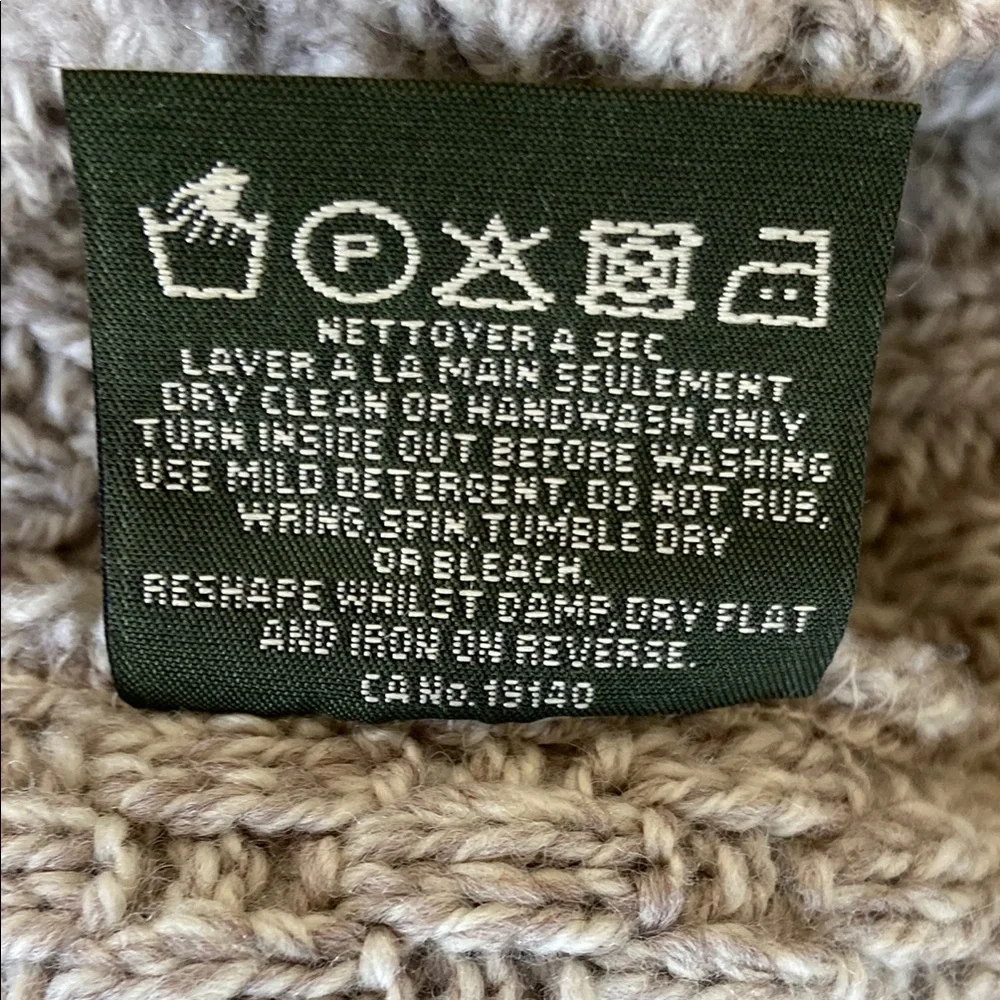 P
NETTOYER A SEC
LAVER A LA MAIN SEULEMENT
DRY CLEAN OR HANDWASH ONLY
TURN INSIDE OUT BEFORE WASHING
USE MILD DETERGENT, DO NOT RUB,
WRING,SPIN,TUMBLE DRY
OR BLEACH.
RESHAPE WHILST DAMP,DRY FLAT
AND IRON ON REVERSE.
CA No. 19140